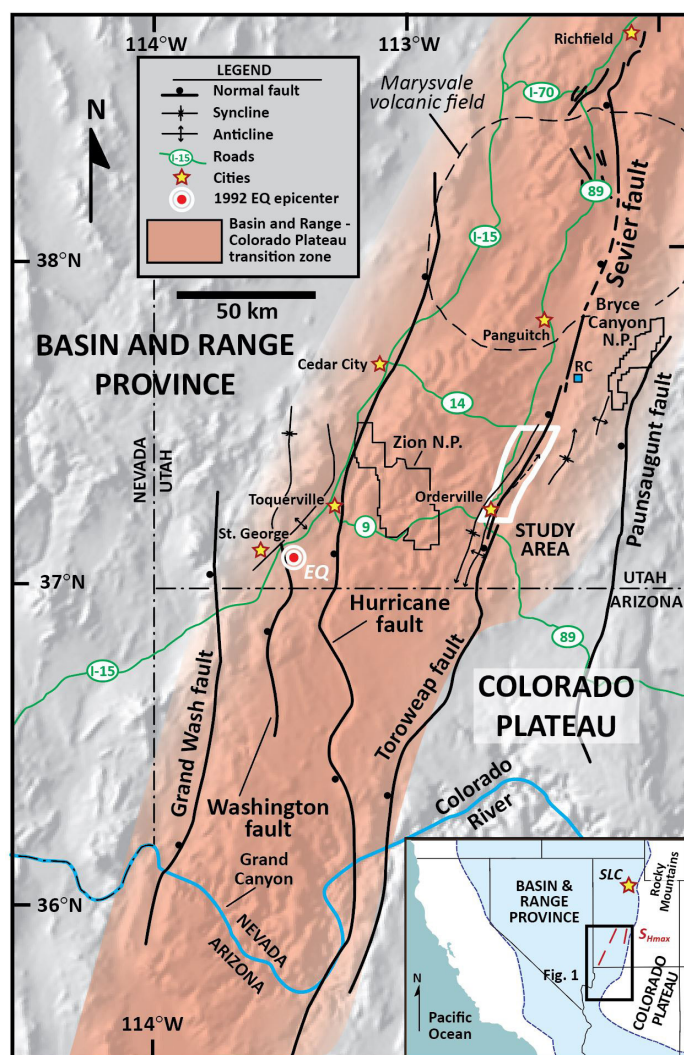 114°W
113°W
Richfield
LEGEND
Normal fault
Syncline
Anticline
I-15
Roads
Cities
1992 EQ epicenter
Basin and Range -
Colorado Plateau
transition zone
N
50 km
Marysvale
volcanic field
I-70
89
I-15
Sevier fault
38°N
Bryce
Canyon
N.P.
Panguitch
RC
BASIN AND RANGE
PROVINCE
Cedar City
14
Paunsaugunt fault
NEVADA
UTAH
Zion N.P.
Toquerville
Orderville
St. George
9
STUDY
AREA
EQ
37°N
UTAH
ARIZONA
Hurricane
fault
89
I-15
Grand Wash fault
Toroweap fault
COLORADO
PLATEAU
Washington
fault
Colorado
River
Grand
Canyon
36°N
NEVADA
ARIZONA
114°W
SLC
Rocky
Mountains
BASIN &
RANGE
PROVINCE
SHmax
Fig. 1
COLORADO
PLATEAU
N
Pacific
Ocean